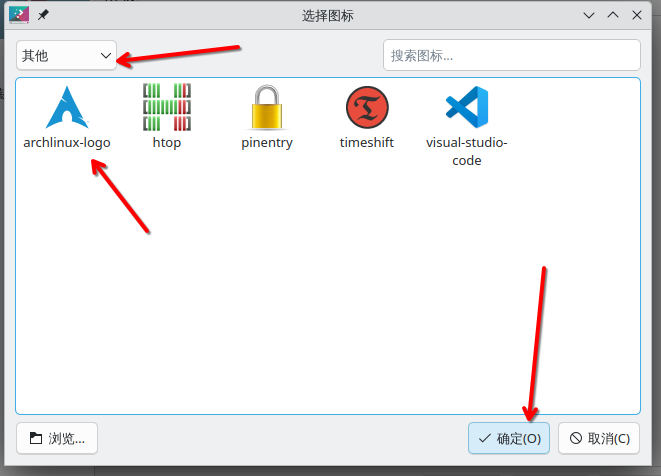 选择图标
其他
搜索图标...
archlinux-logo
htop
pinentry
timeshift
visual-studio-
code
浏览...
确定(O)
取消(C)